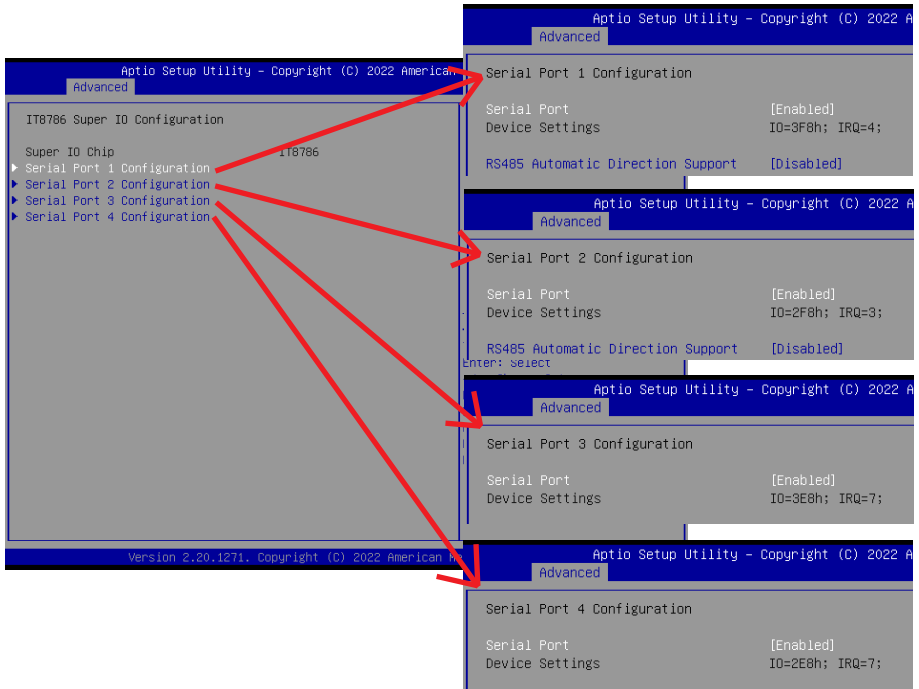 Aptio Setup Utility – Copyright (C) 2022 American
Advanced
IT8786 Super IO Configuration
Super IO Chip IT8786
Serial Port 1 Configuration
Serial Port 2 Configuration
Serial Port 3 Configuration
Serial Port 4 Configuration
Enter: Select
Version 2.20.1271. Copyright (C) 2022 American
Aptio Setup Utility – Copyright (C) 2022 A
Advanced
Serial Port 1 Configuration
Serial Port [Enabled]
Device Settings IO=3F8h; IRQ=4;
RS485 Automatic Direction Support [Disabled]
Aptio Setup Utility – Copyright (C) 2022 A
Advanced
Serial Port 2 Configuration
Serial Port [Enabled]
Device Settings IO=2F8h; IRQ=3;
RS485 Automatic Direction Support [Disabled]
Aptio Setup Utility – Copyright (C) 2022 A
Advanced
Serial Port 3 Configuration
Serial Port [Enabled]
Device Settings IO=3E8h; IRQ=7;
Aptio Setup Utility – Copyright (C) 2022 A
Advanced
Serial Port 4 Configuration
Serial Port [Enabled]
Device Settings IO=2E8h; IRQ=7;